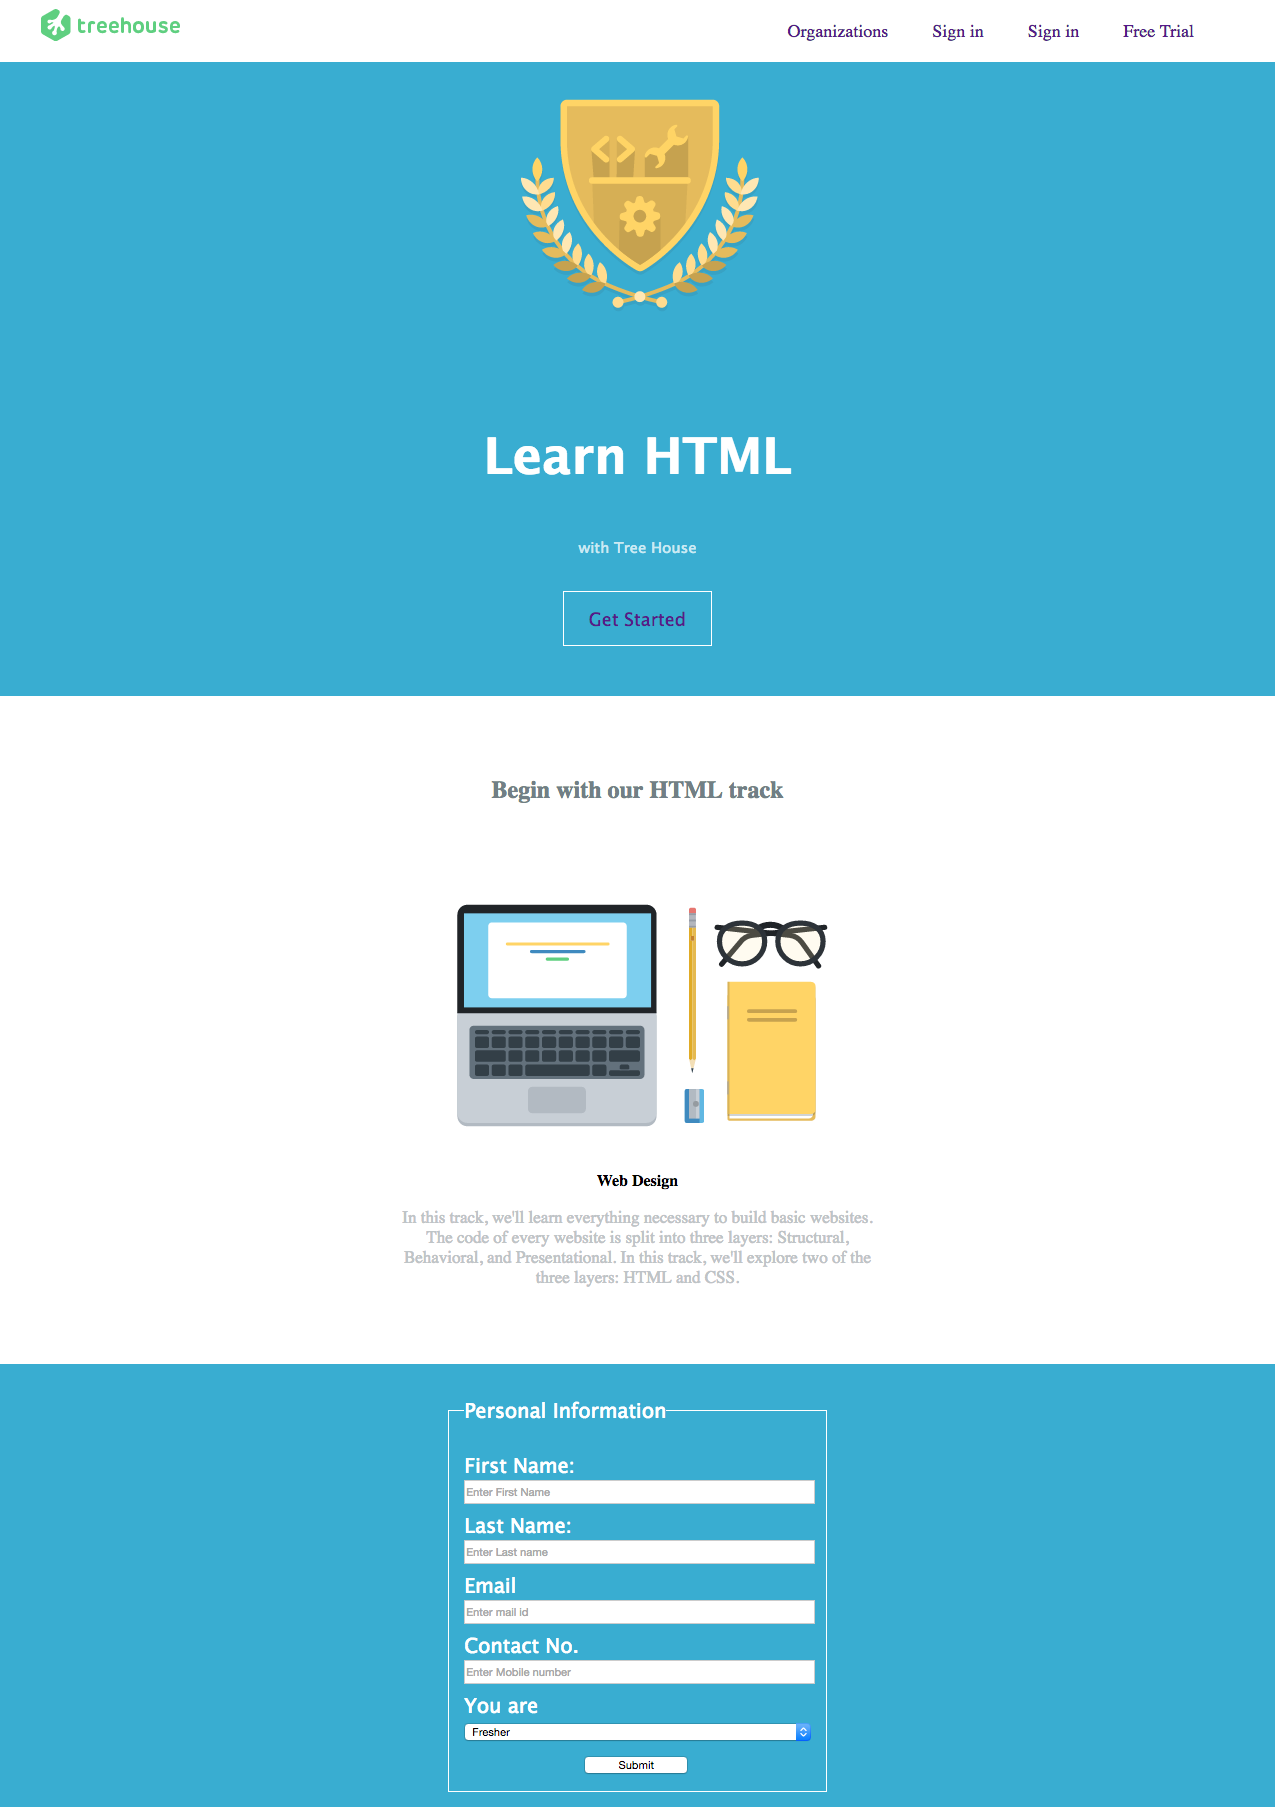 treehouse
Organizations Sign in Sign in Free Trial
Learn HTML
with Tree House
Get Started
Begin with our HTML track
Web Design
In this track, we'll learn everything necessary to build basic websites.
The code of every website is split into three layers: Structural,
Behavioral, and Presentational. In this track, we'll explore two of the
three layers: HTML and CSS.
Personal Information
First Name:
Enter First Name
Last Name:
Enter Last name
Email
Enter mail id
Contact No.
Enter Mobile number
You are
Fresher
Submit